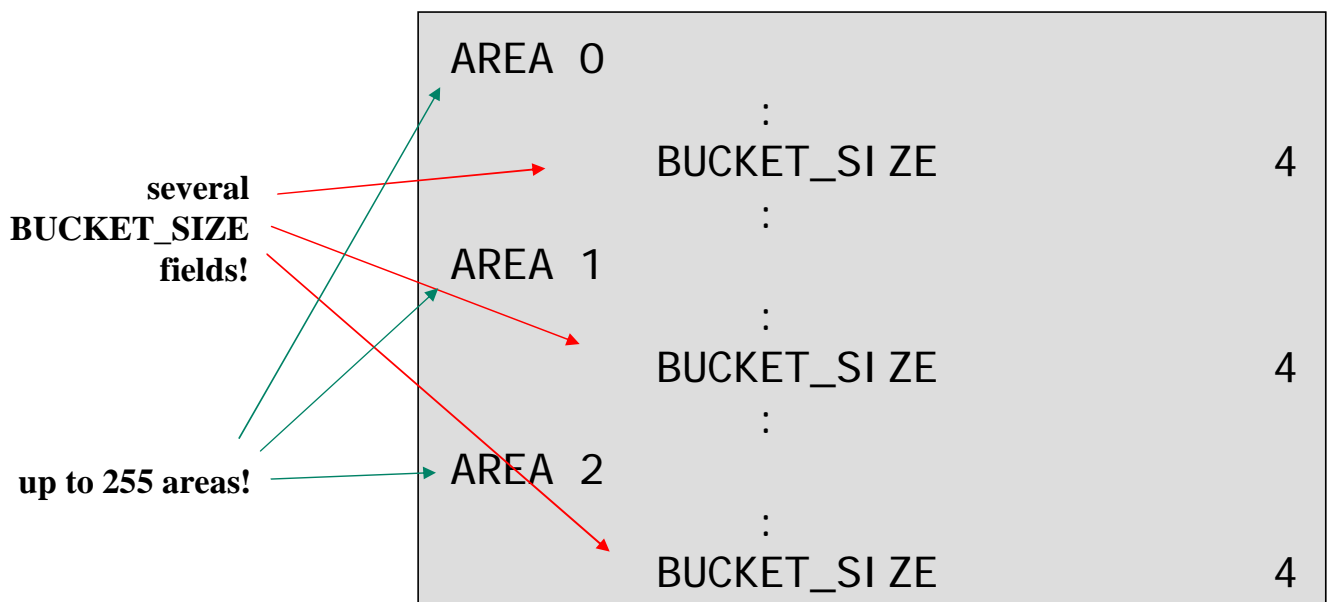 AREA 0
:
BUCKET_SIZE 4
:
AREA 1
:
BUCKET_SIZE 4
:
AREA 2
:
BUCKET_SIZE 4
several
BUCKET_SIZE
fields!
up to 255 areas!